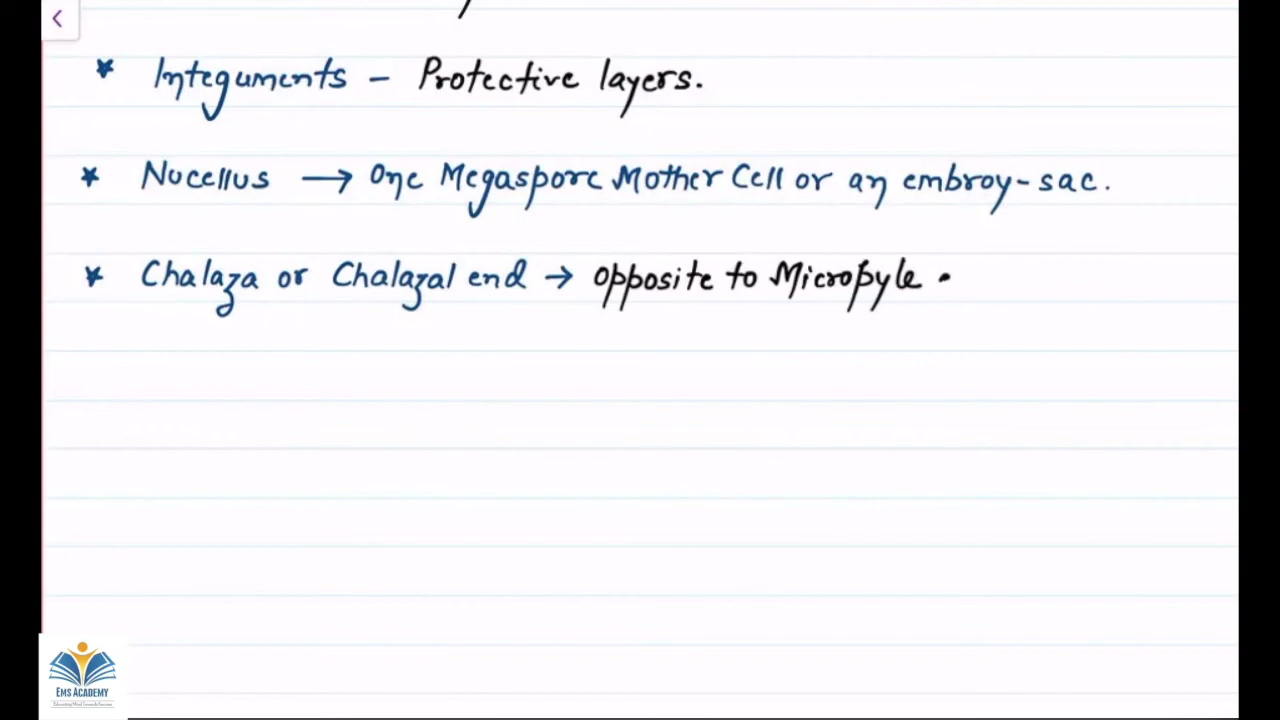 * Integuments - Protective layers.
* Nucellus → One Megaspore Mother Cell or an embroy-sac.
* Chalaza or Chalazal end → opposite to Micropyle .
EMS ACADEMY